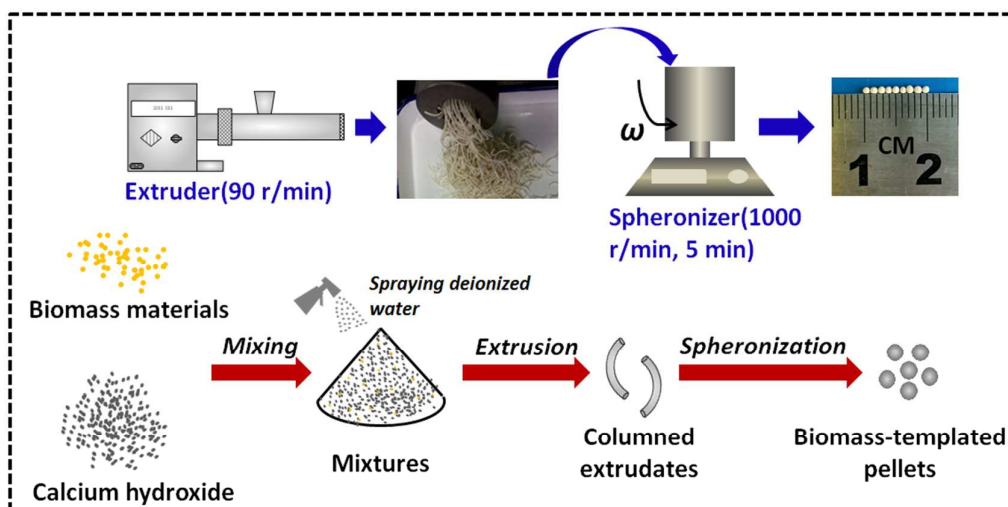 Extruder(90 r/min)
ω
Spheronizer(1000
r/min, 5 min)
CM
1 2
Biomass materials
Spraying deionized
water
Mixing
Extrusion
Spheronization
Mixtures
Columned
extrudates
Biomass-templated
pellets
Calcium hydroxide